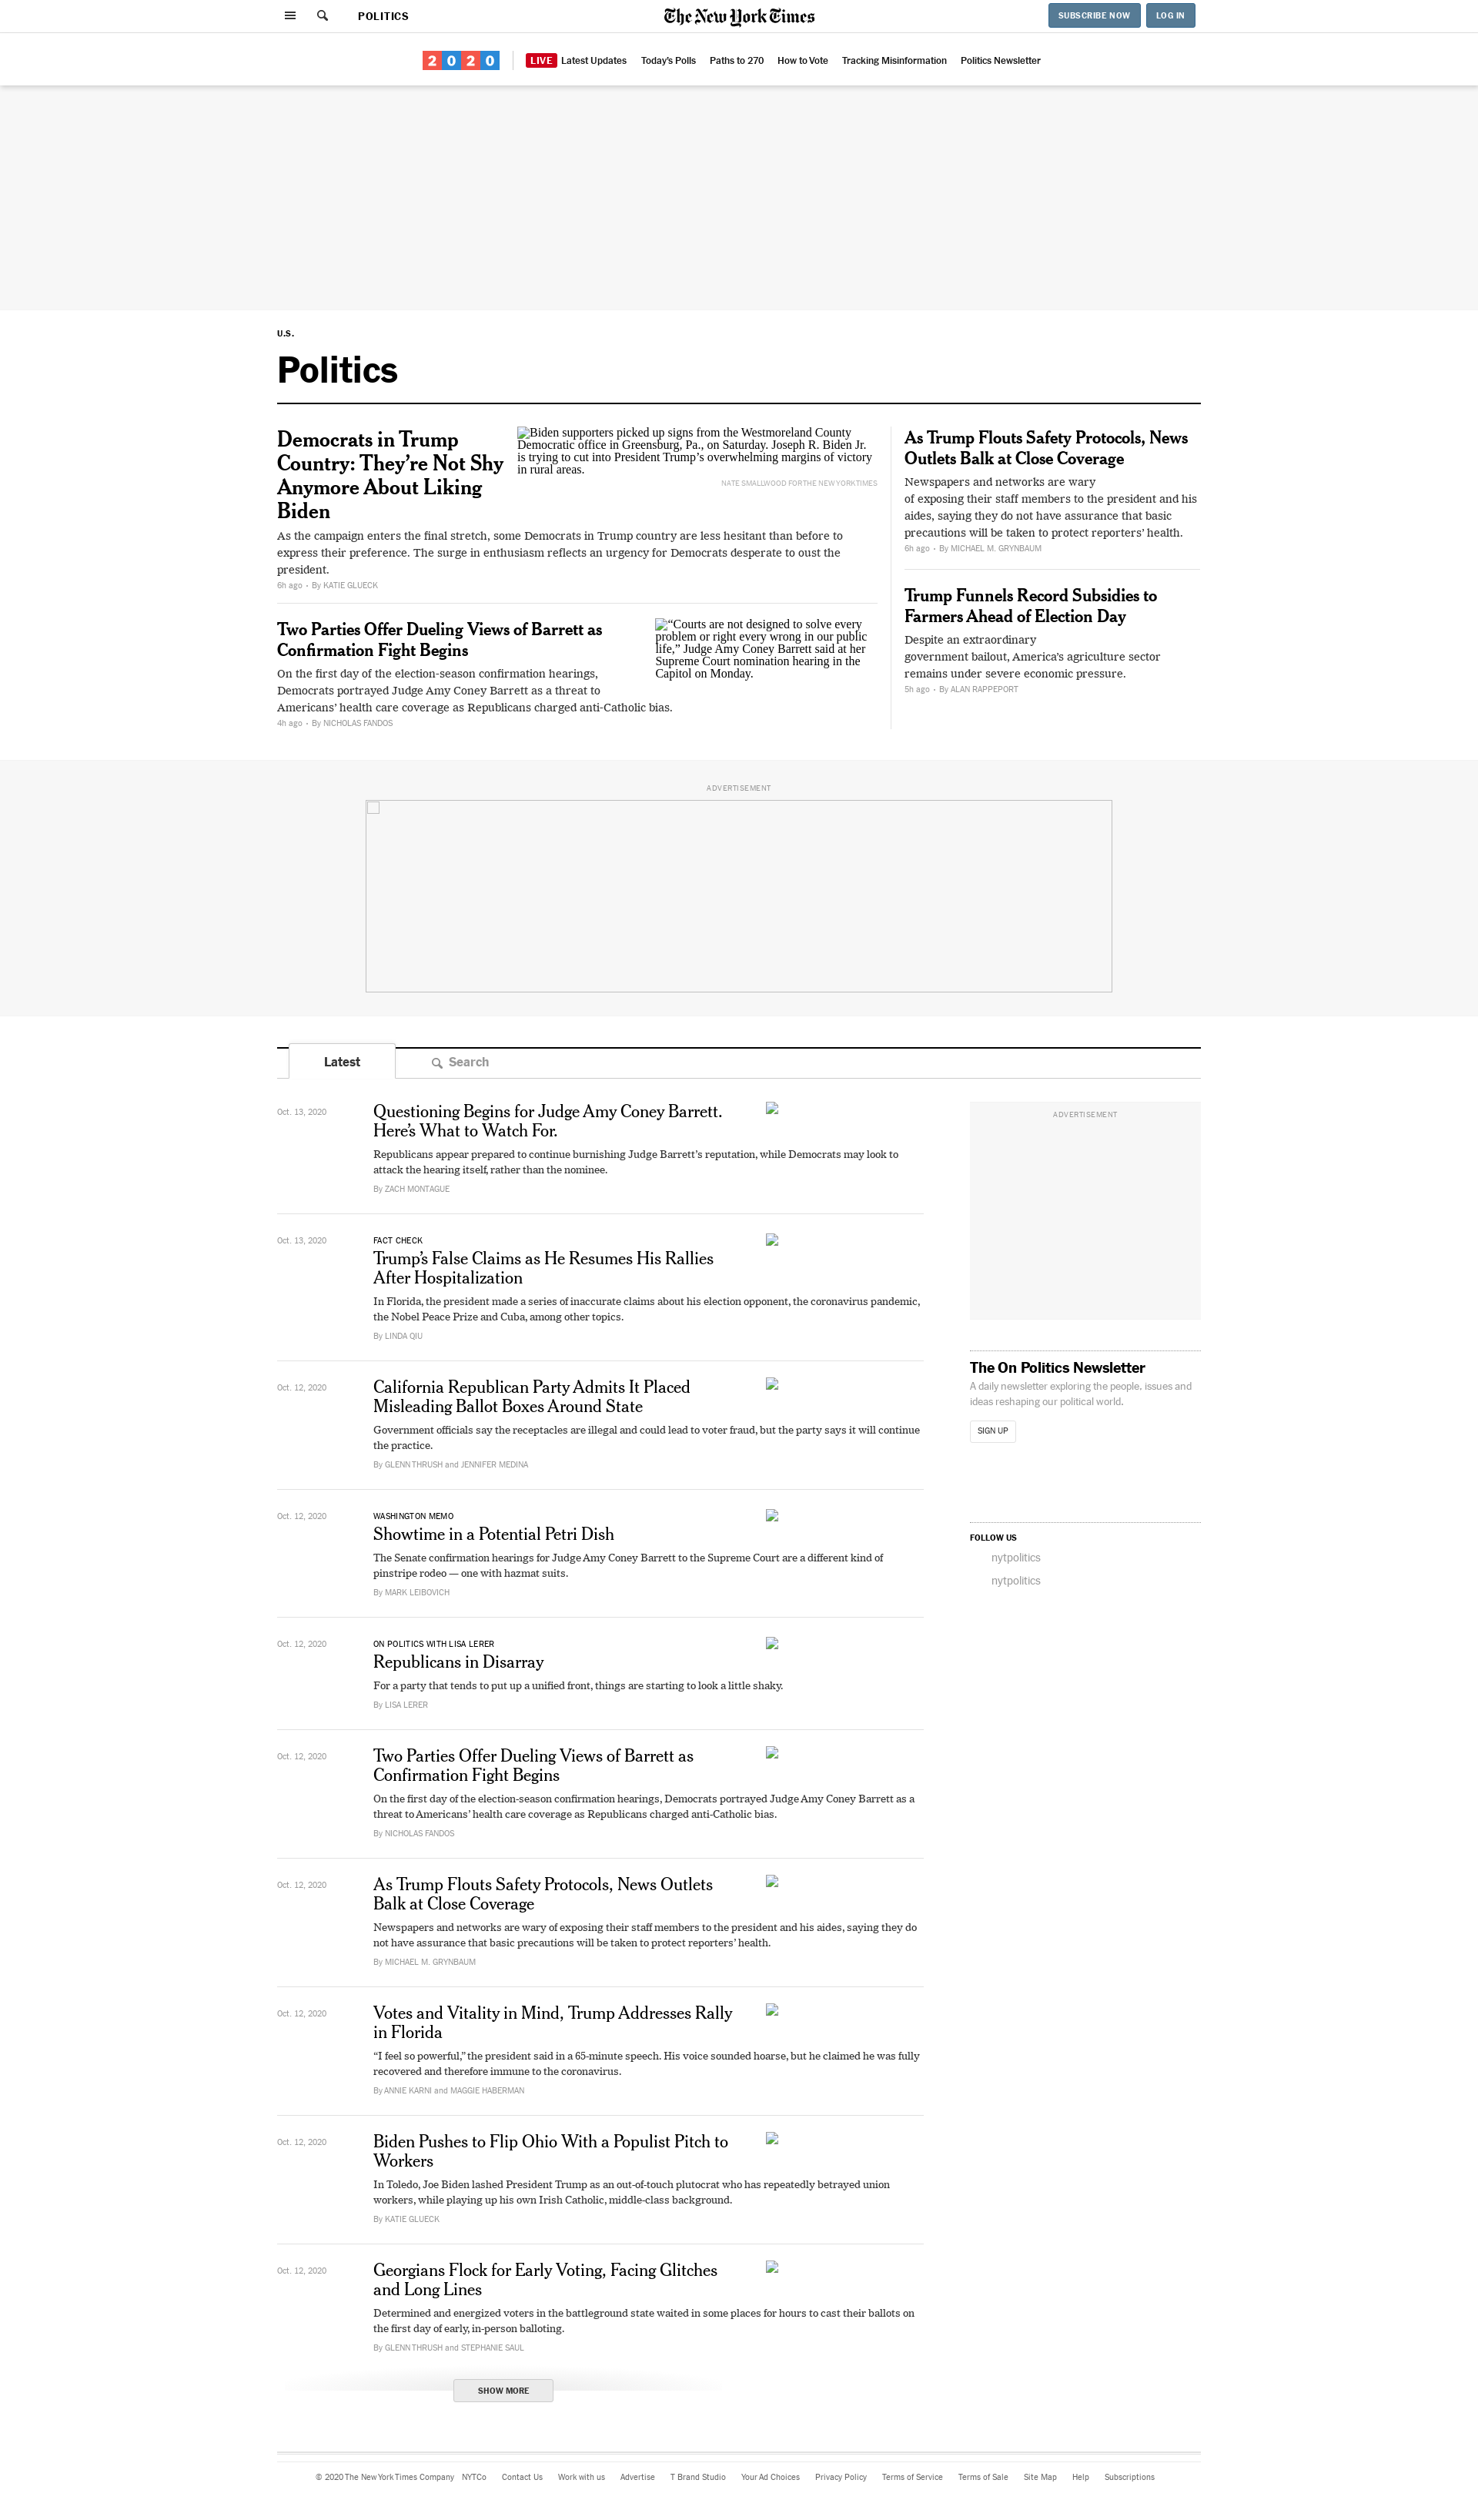 POLITICS
The New York Times
SUBSCRIBE NOW
LOG IN
2020
LIVE Latest Updates
Today's Polls
Paths to 270
How to Vote
Tracking Misinformation
Politics Newsletter
U.S.
Politics
Democrats in Trump
Country: They’re Not Shy
Anymore About Liking
Biden
Biden supporters picked up signs from the Westmoreland County
Democratic office in Greensburg, Pa., on Saturday. Joseph R. Biden Jr.
is trying to cut into President Trump’s overwhelming margins of victory
in rural areas.
NATE SMALLWOOD FOR THE NEW YORK TIMES
As the campaign enters the final stretch, some Democrats in Trump country are less hesitant than before to
express their preference. The surge in enthusiasm reflects an urgency for Democrats desperate to oust the
president.
6h ago • By KATIE GLUECK
Two Parties Offer Dueling Views of Barrett as
Confirmation Fight Begins
“Courts are not designed to solve every
problem or right every wrong in our public
life,” Judge Amy Coney Barrett said at her
Supreme Court nomination hearing in the
Capitol on Monday.
On the first day of the election-season confirmation hearings,
Democrats portrayed Judge Amy Coney Barrett as a threat to
Americans’ health care coverage as Republicans charged anti-Catholic bias.
4h ago • By NICHOLAS FANDOS
As Trump Flouts Safety Protocols, News
Outlets Balk at Close Coverage
Newspapers and networks are wary
of exposing their staff members to the president and his
aides, saying they do not have assurance that basic
precautions will be taken to protect reporters’ health.
6h ago • By MICHAEL M. GRYNBAUM
Trump Funnels Record Subsidies to
Farmers Ahead of Election Day
Despite an extraordinary
government bailout, America’s agriculture sector
remains under severe economic pressure.
5h ago • By ALAN RAPPEPORT
ADVERTISEMENT
Latest
Search
Oct. 13, 2020
Questioning Begins for Judge Amy Coney Barrett.
Here’s What to Watch For.
Republicans appear prepared to continue burnishing Judge Barrett’s reputation, while Democrats may look to
attack the hearing itself, rather than the nominee.
By ZACH MONTAGUE
Oct. 13, 2020
FACT CHECK
Trump’s False Claims as He Resumes His Rallies
After Hospitalization
In Florida, the president made a series of inaccurate claims about his election opponent, the coronavirus pandemic,
the Nobel Peace Prize and Cuba, among other topics.
By LINDA QIU
Oct. 12, 2020
California Republican Party Admits It Placed
Misleading Ballot Boxes Around State
Government officials say the receptacles are illegal and could lead to voter fraud, but the party says it will continue
the practice.
By GLENN THRUSH and JENNIFER MEDINA
Oct. 12, 2020
WASHINGTON MEMO
Showtime in a Potential Petri Dish
The Senate confirmation hearings for Judge Amy Coney Barrett to the Supreme Court are a different kind of
pinstripe rodeo — one with hazmat suits.
By MARK LEIBOVICH
Oct. 12, 2020
ON POLITICS WITH LISA LERER
Republicans in Disarray
For a party that tends to put up a unified front, things are starting to look a little shaky.
By LISA LERER
Oct. 12, 2020
Two Parties Offer Dueling Views of Barrett as
Confirmation Fight Begins
On the first day of the election-season confirmation hearings, Democrats portrayed Judge Amy Coney Barrett as a
threat to Americans’ health care coverage as Republicans charged anti-Catholic bias.
By NICHOLAS FANDOS
Oct. 12, 2020
As Trump Flouts Safety Protocols, News Outlets
Balk at Close Coverage
Newspapers and networks are wary of exposing their staff members to the president and his aides, saying they do
not have assurance that basic precautions will be taken to protect reporters’ health.
By MICHAEL M. GRYNBAUM
Oct. 12, 2020
Votes and Vitality in Mind, Trump Addresses Rally
in Florida
“I feel so powerful,” the president said in a 65-minute speech. His voice sounded hoarse, but he claimed he was fully
recovered and therefore immune to the coronavirus.
By ANNIE KARNI and MAGGIE HABERMAN
Oct. 12, 2020
Biden Pushes to Flip Ohio With a Populist Pitch to
Workers
In Toledo, Joe Biden lashed President Trump as an out-of-touch plutocrat who has repeatedly betrayed union
workers, while playing up his own Irish Catholic, middle-class background.
By KATIE GLUECK
Oct. 12, 2020
Georgians Flock for Early Voting, Facing Glitches
and Long Lines
Determined and energized voters in the battleground state waited in some places for hours to cast their ballots on
the first day of early, in-person balloting.
By GLENN THRUSH and STEPHANIE SAUL
SHOW MORE
ADVERTISEMENT
The On Politics Newsletter
A daily newsletter exploring the people, issues and
ideas reshaping our political world.
SIGN UP
FOLLOW US
nytpolitics
nytpolitics
© 2020 The New York Times Company NYTCo Contact Us Work with us Advertise T Brand Studio Your Ad Choices Privacy Policy Terms of Service Terms of Sale Site Map Help Subscriptions